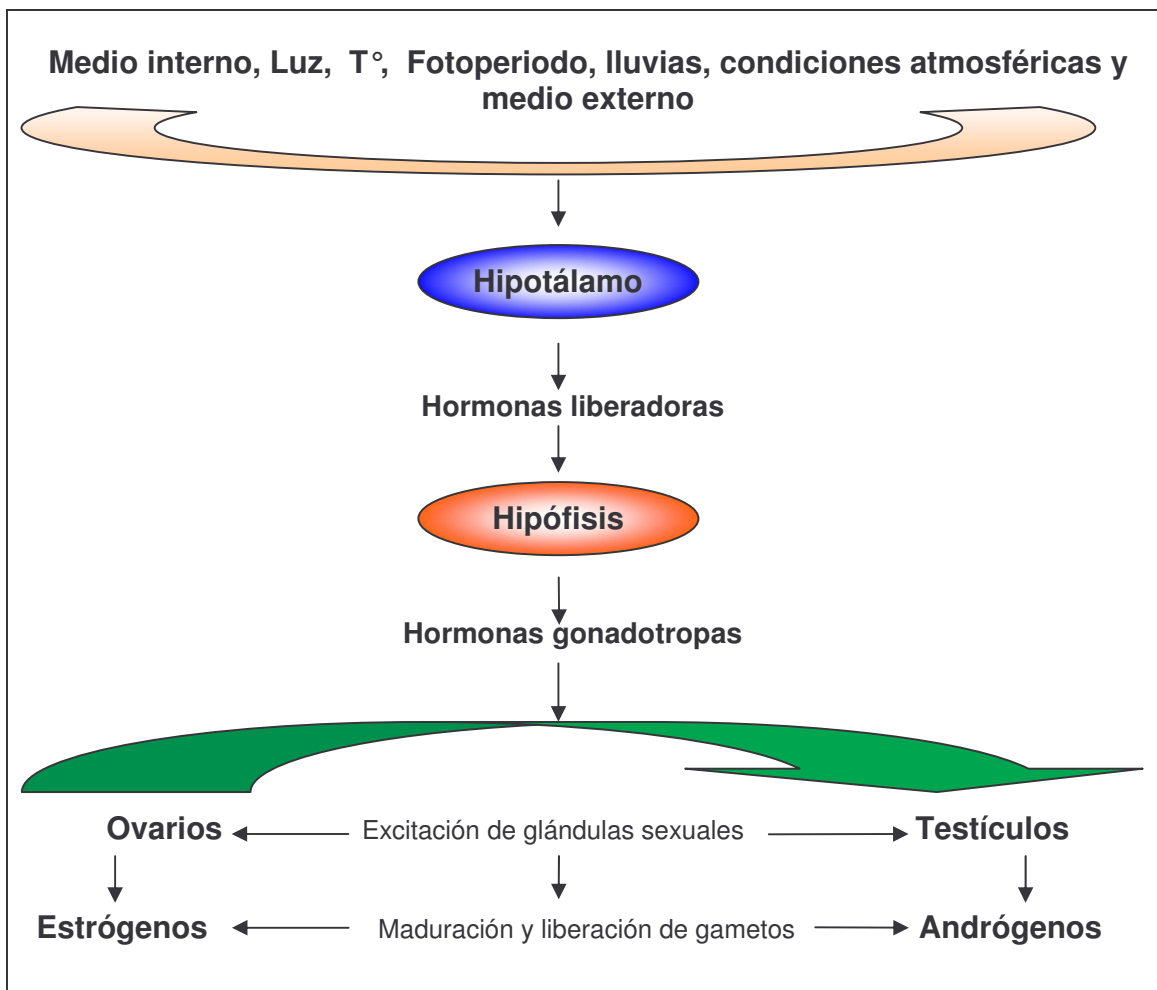 Medio interno, Luz, T°, Fotoperiodo, lluvias, condiciones atmosféricas y
medio externo
Hipotálamo
Hormonas liberadoras
Hipófisis
Hormonas gonadotropas
Ovarios Excitación de glándulas sexuales Testículos
Estrógenos Maduración y liberación de gametos Andrógenos